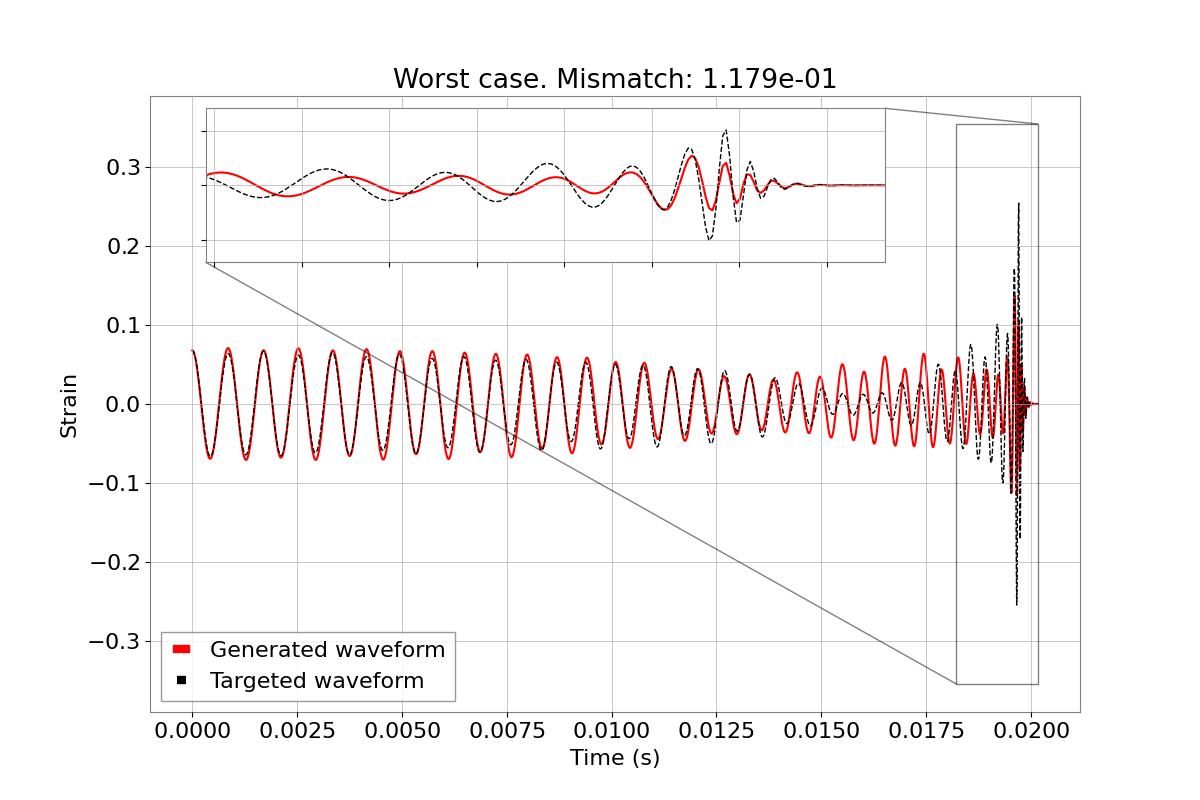 Worst case. Mismatch: 1.179e-01
0.3
0.2
0.1
0.0
−0.1
−0.2
−0.3
Strain
Generated waveform
Targeted waveform
0.0000 0.0025 0.0050 0.0075 0.0100 0.0125 0.0150 0.0175 0.0200
Time (s)